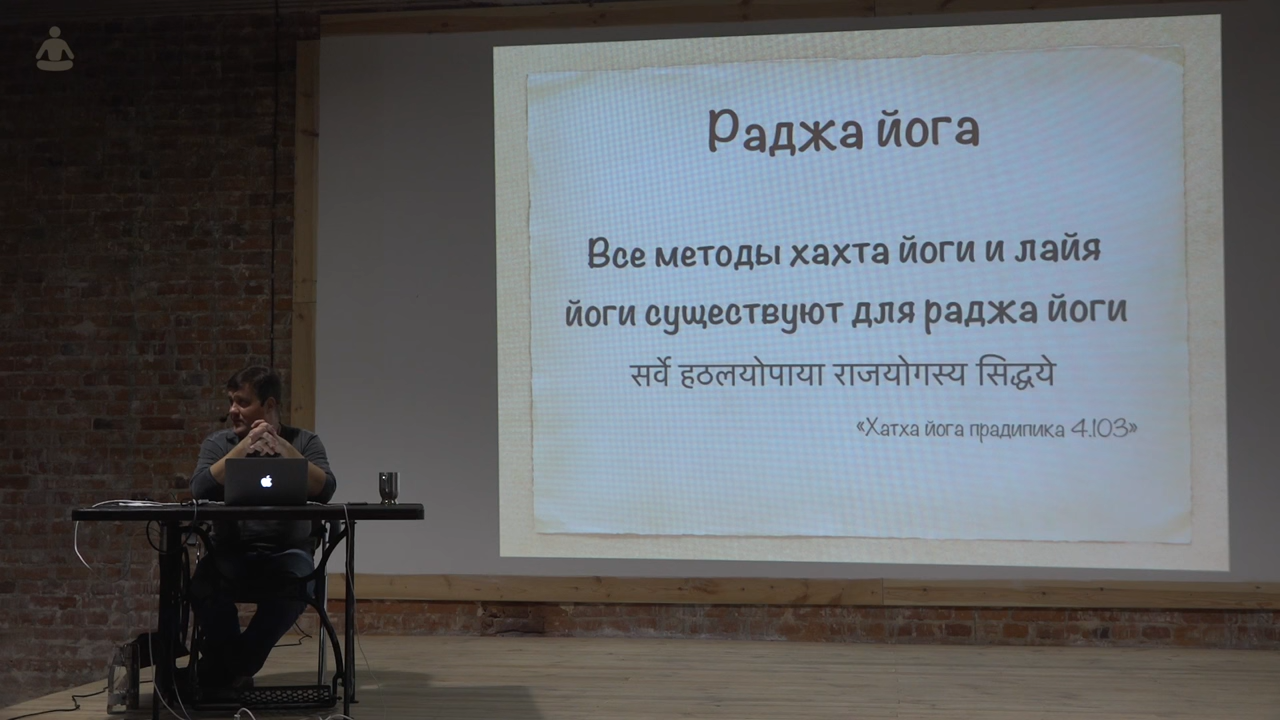 Раджа йога
Все методы хахта йоги и лайя
йоги существуют для раджа йоги
सर्वे हठलयोपाया राजयोगस्य सिद्धये
«Хатха йога прадипика 4.103»